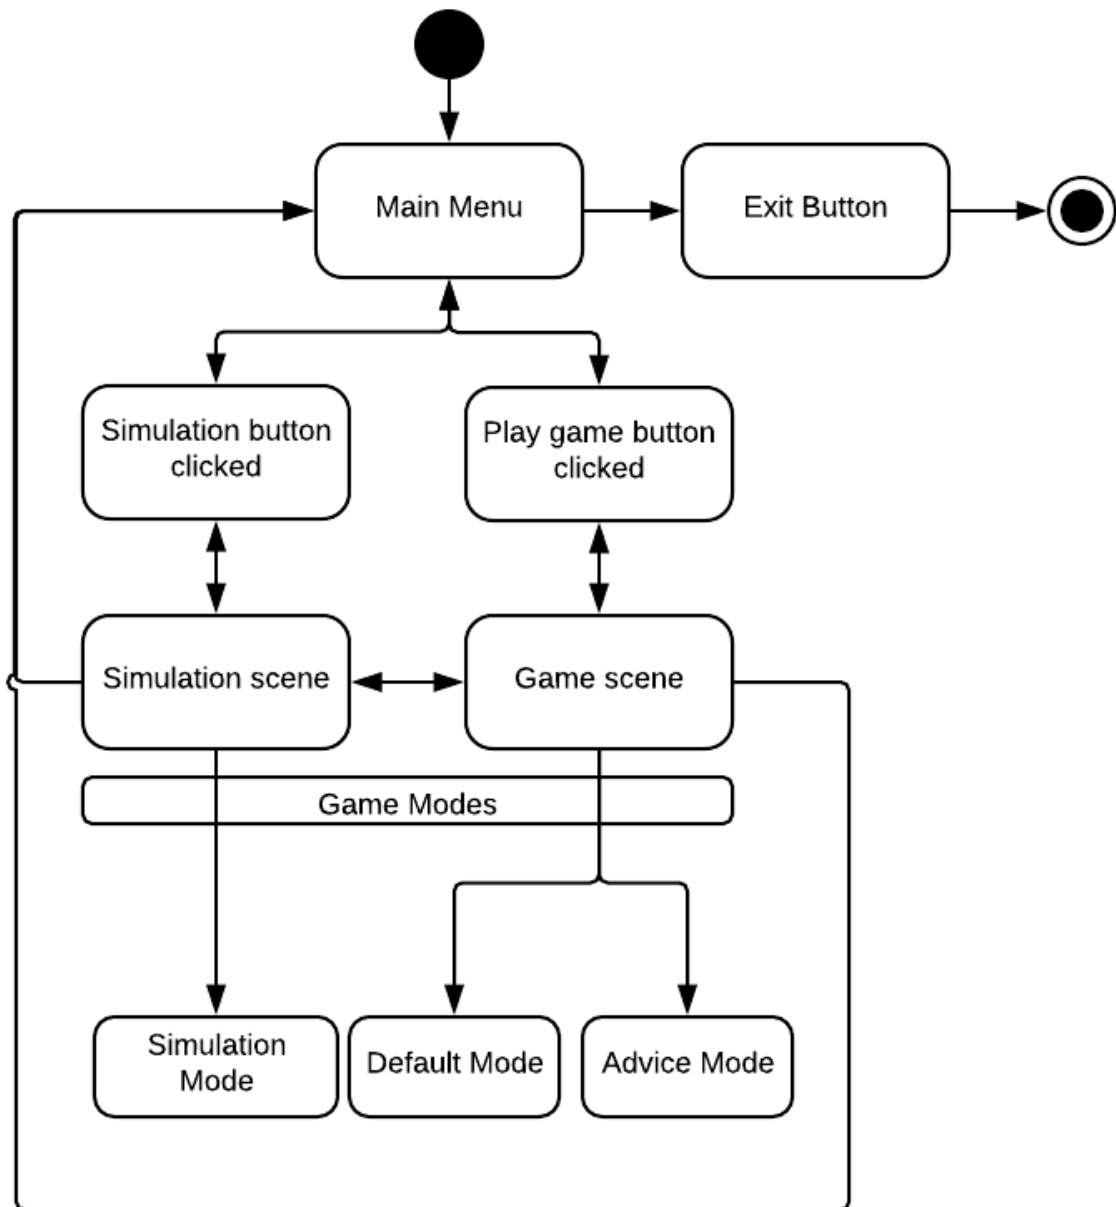 Main Menu
Exit Button
Simulation button
clicked
Play game button
clicked
Simulation scene
Game scene
Game Modes
Simulation
Mode
Default Mode
Advice Mode